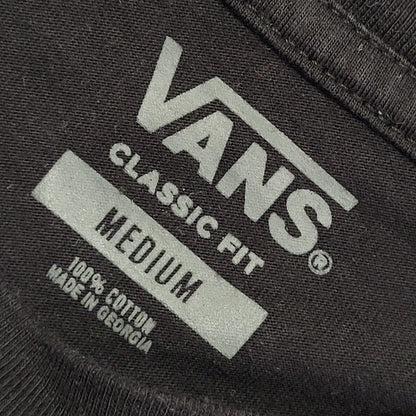 VANS®
CLASSIC FIT
MEDIUM
100% COTTON
MADE IN GEORGIA